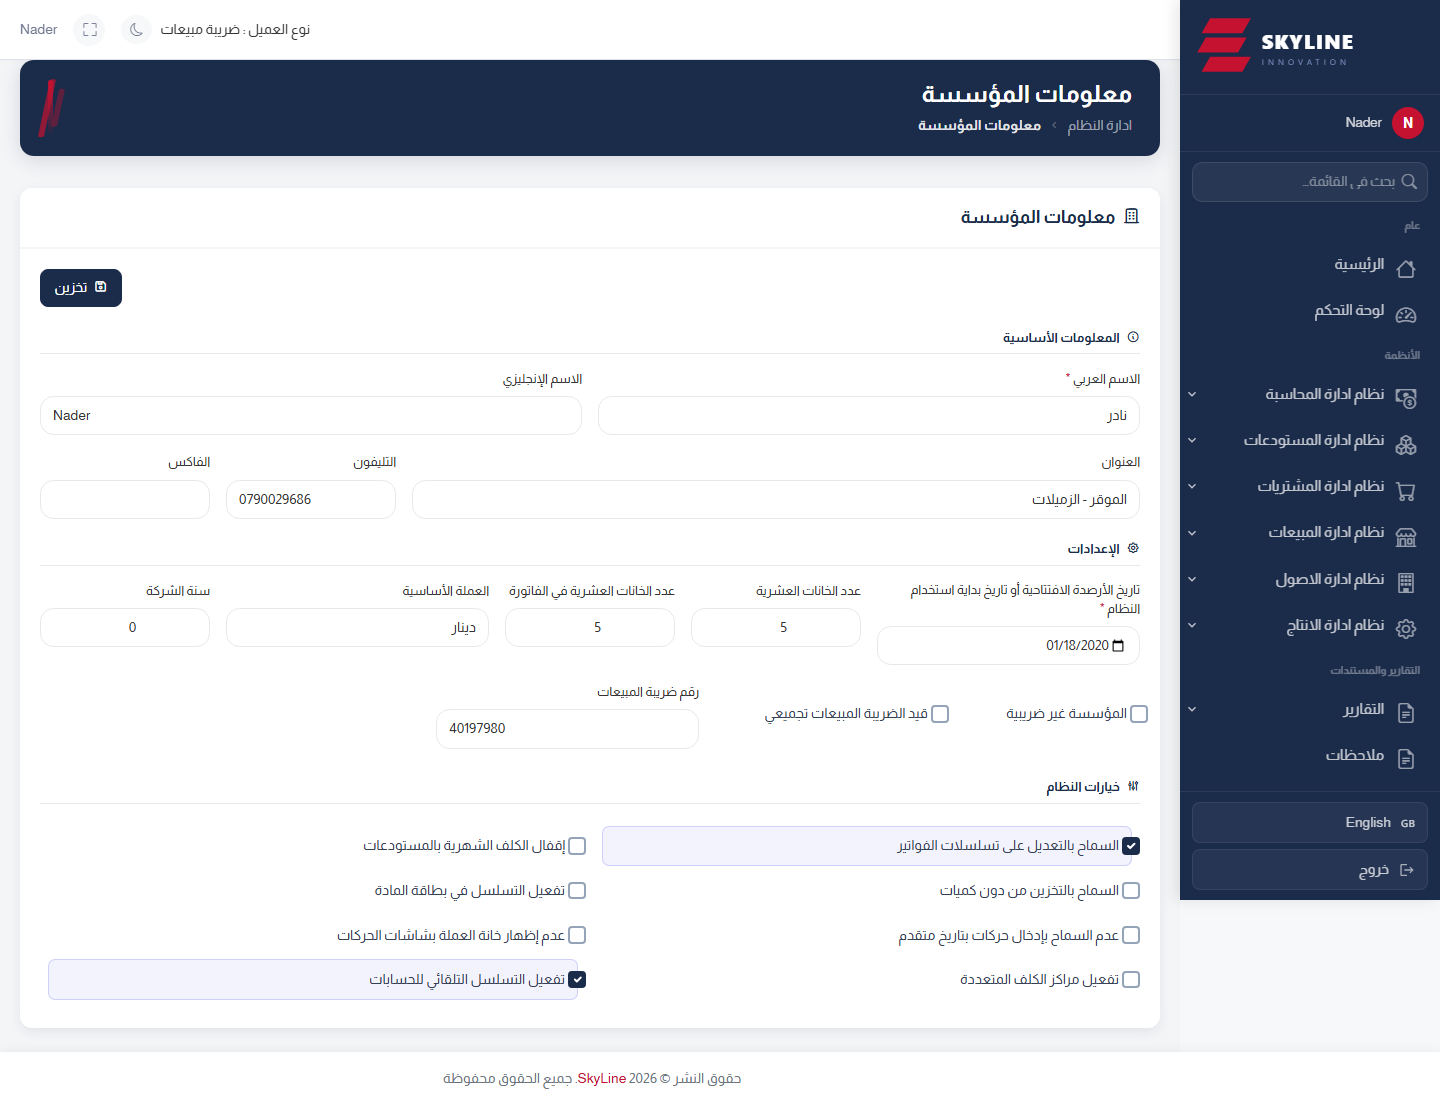 SKYLINE
INNOVATION
N Nader
بحث في القائمة...
عام
الرئيسية
لوحة التحكم
الأنظمة
نظام ادارة المحاسبة
نظام ادارة المستودعات
نظام ادارة المشتريات
نظام ادارة المبيعات
نظام ادارة الاصول
نظام ادارة الانتاج
التقارير والمستندات
التقارير
ملاحظات
GB English
خروج
نوع العميل : ضريبة مبيعات
Nader
معلومات المؤسسة
ادارة النظام › معلومات المؤسسة
معلومات المؤسسة
تخزين
المعلومات الأساسية
الاسم العربي * الاسم الإنجليزي
نادر Nader
العنوان التليفون الفاكس
الموقر - الزميلات 0790029686
الإعدادات
تاريخ الأرصدة الافتتاحية أو تاريخ بداية استخدام
النظام *
عدد الخانات العشرية عدد الخانات العشرية في الفاتورة العملة الأساسية سنة الشركة
01/18/2020 5 5 دينار 0
المؤسسة غير ضريبية قيد الضريبة المبيعات تجميعي رقم ضريبة المبيعات
40197980
خيارات النظام
السماح بالتعديل على تسلسلات الفواتير إقفال الكلف الشهرية بالمستودعات
السماح بالتخزين من دون كميات تفعيل التسلسل في بطاقة المادة
عدم السماح بإدخال حركات بتاريخ متقدم عدم إظهار خانة العملة بشاشات الحركات
تفعيل مراكز الكلف المتعددة تفعيل التسلسل التلقائي للحسابات
حقوق النشر © 2026 SkyLine. جميع الحقوق محفوظة